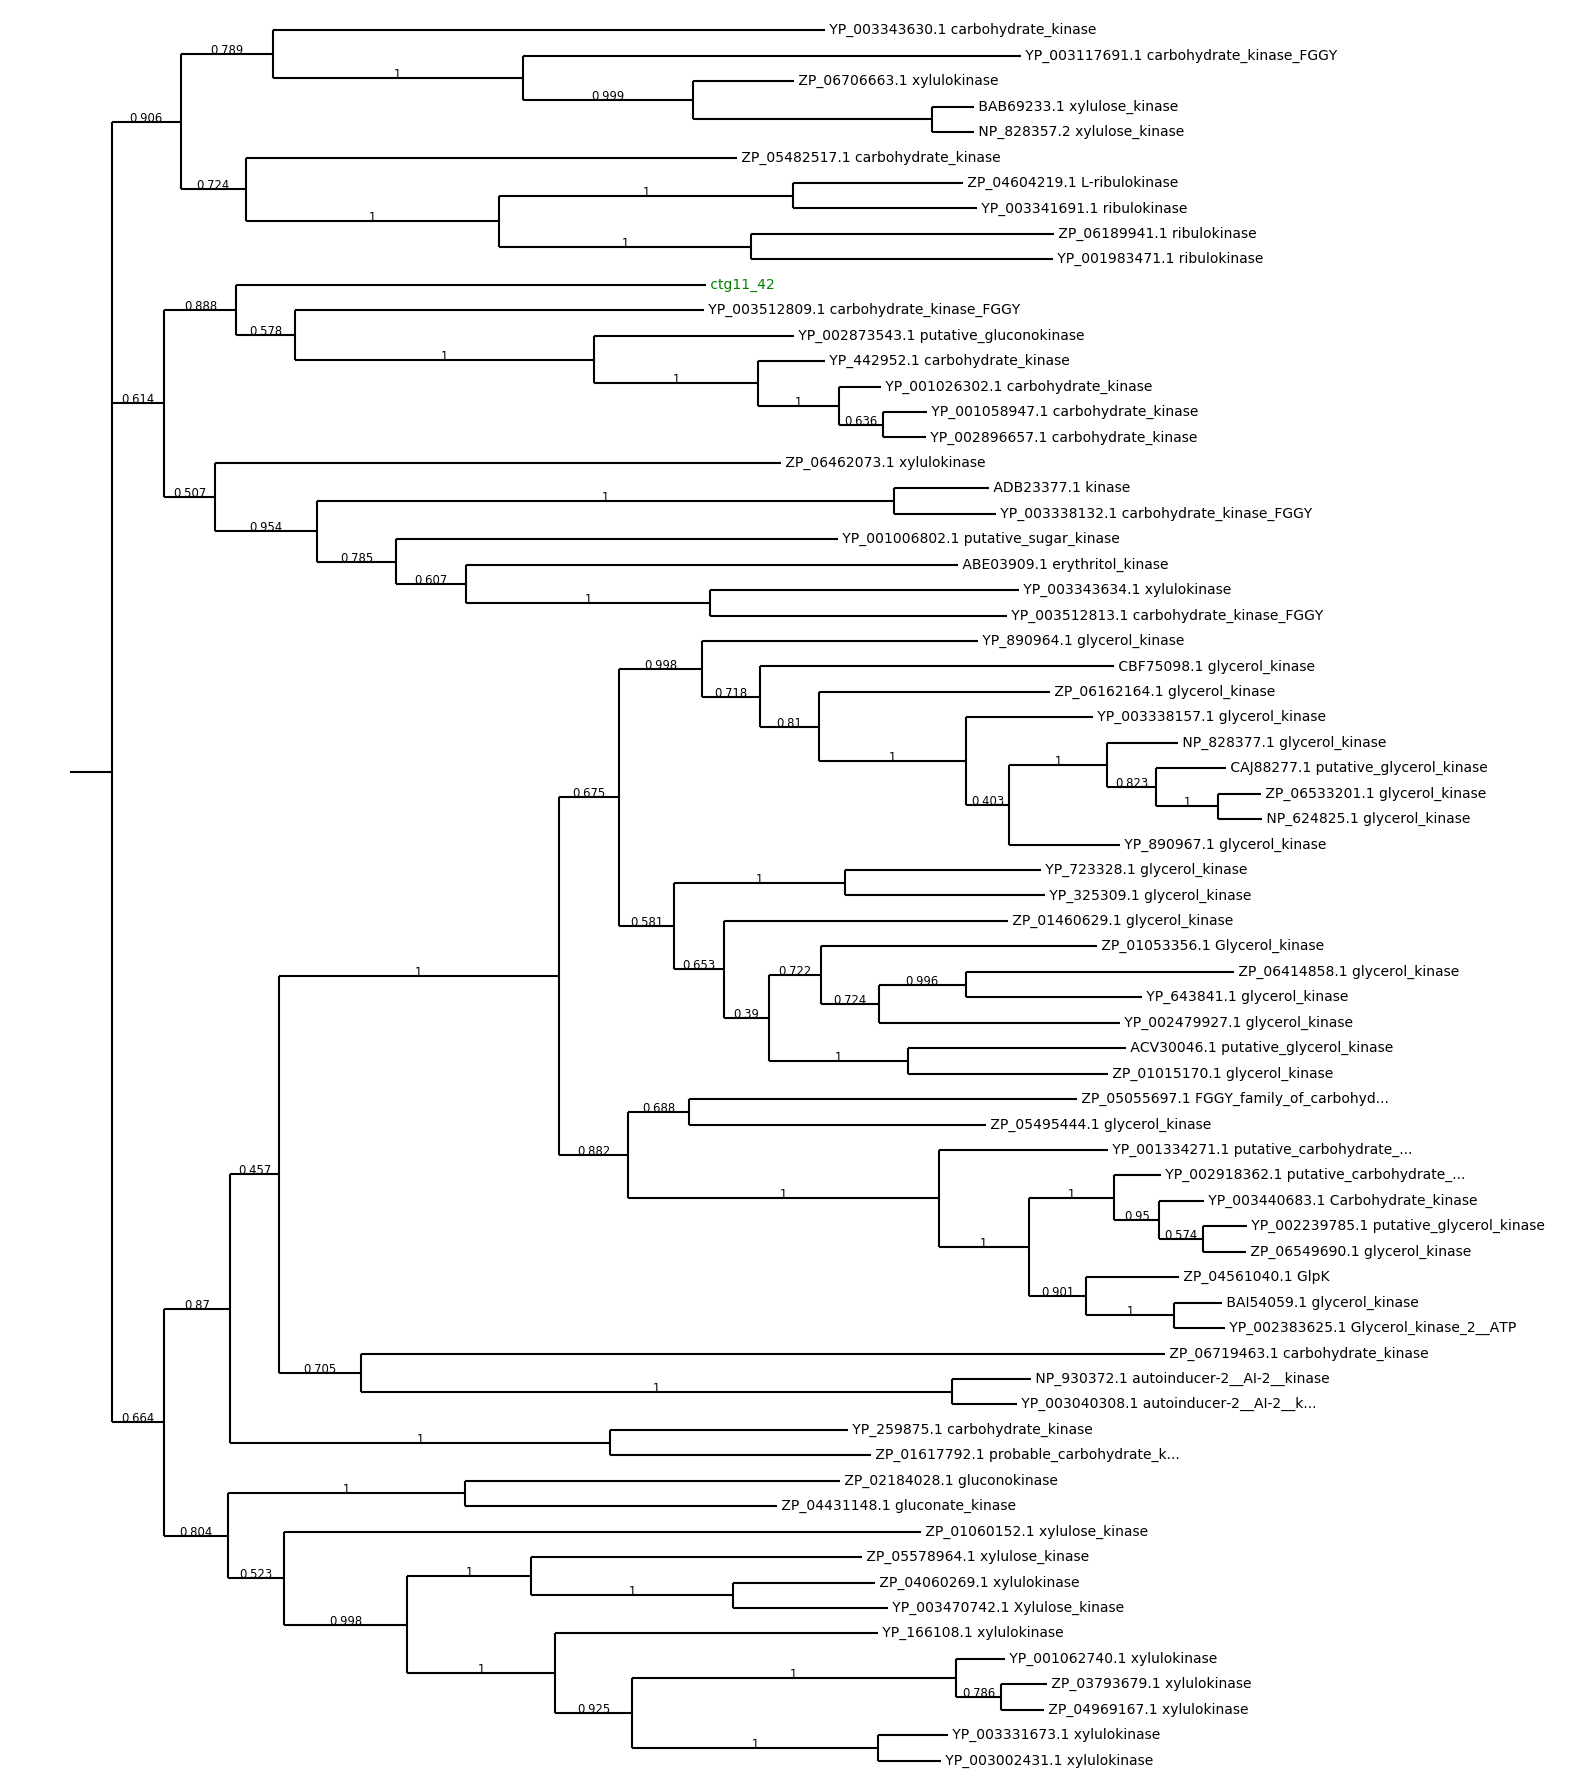 YP_003343630.1 carbohydrate_kinase
0.789
YP_003117691.1 carbohydrate_kinase_FGGY
1
ZP_06706663.1 xylulokinase
0.999
BAB69233.1 xylulose_kinase
0.906
NP_828357.2 xylulose_kinase
ZP_05482517.1 carbohydrate_kinase
ZP_04604219.1 L-ribulokinase
0.724
1
YP_003341691.1 ribulokinase
1
ZP_06189941.1 ribulokinase
1
YP_001983471.1 ribulokinase
ctg11_42
0.888
YP_003512809.1 carbohydrate_kinase_FGGY
0.578
YP_002873543.1 putative_gluconokinase
1
YP_442952.1 carbohydrate_kinase
1
YP_001026302.1 carbohydrate_kinase
0.614
1
YP_001058947.1 carbohydrate_kinase
0.636
YP_002896657.1 carbohydrate_kinase
ZP_06462073.1 xylulokinase
ADB23377.1 kinase
0.507
1
YP_003338132.1 carbohydrate_kinase_FGGY
0.954
YP_001006802.1 putative_sugar_kinase
0.785
ABE03909.1 erythritol_kinase
0.607
YP_003343634.1 xylulokinase
1
YP_003512813.1 carbohydrate_kinase_FGGY
YP_890964.1 glycerol_kinase
0.998
CBF75098.1 glycerol_kinase
0.718
ZP_06162164.1 glycerol_kinase
0.81
YP_003338157.1 glycerol_kinase
NP_828377.1 glycerol_kinase
1
1
CAJ88277.1 putative_glycerol_kinase
0.823
0.675
ZP_06533201.1 glycerol_kinase
0.403
1
NP_624825.1 glycerol_kinase
YP_890967.1 glycerol_kinase
YP_723328.1 glycerol_kinase
1
YP_325309.1 glycerol_kinase
0.581
ZP_01460629.1 glycerol_kinase
ZP_01053356.1 Glycerol_kinase
0.653
0.722
ZP_06414858.1 glycerol_kinase
1
0.996
YP_643841.1 glycerol_kinase
0.724
0.39
YP_002479927.1 glycerol_kinase
ACV30046.1 putative_glycerol_kinase
1
ZP_01015170.1 glycerol_kinase
ZP_05055697.1 FGGY_family_of_carbohyd...
0.688
ZP_05495444.1 glycerol_kinase
0.882
YP_001334271.1 putative_carbohydrate_...
0.457
YP_002918362.1 putative_carbohydrate_...
1
1
YP_003440683.1 Carbohydrate_kinase
0.95
YP_002239785.1 putative_glycerol_kinase
0.574
1
ZP_06549690.1 glycerol_kinase
ZP_04561040.1 GlpK
0.901
BAI54059.1 glycerol_kinase
0.87
1
YP_002383625.1 Glycerol_kinase_2__ATP
ZP_06719463.1 carbohydrate_kinase
0.705
NP_930372.1 autoinducer-2__AI-2__kinase
1
YP_003040308.1 autoinducer-2__AI-2__k...
0.664
YP_259875.1 carbohydrate_kinase
1
ZP_01617792.1 probable_carbohydrate_k...
ZP_02184028.1 gluconokinase
1
ZP_04431148.1 gluconate_kinase
0.804
ZP_01060152.1 xylulose_kinase
ZP_05578964.1 xylulose_kinase
0.523
1
ZP_04060269.1 xylulokinase
1
YP_003470742.1 Xylulose_kinase
0.998
YP_166108.1 xylulokinase
YP_001062740.1 xylulokinase
1
1
ZP_03793679.1 xylulokinase
0.786
ZP_04969167.1 xylulokinase
0.925
YP_003331673.1 xylulokinase
1
YP_003002431.1 xylulokinase